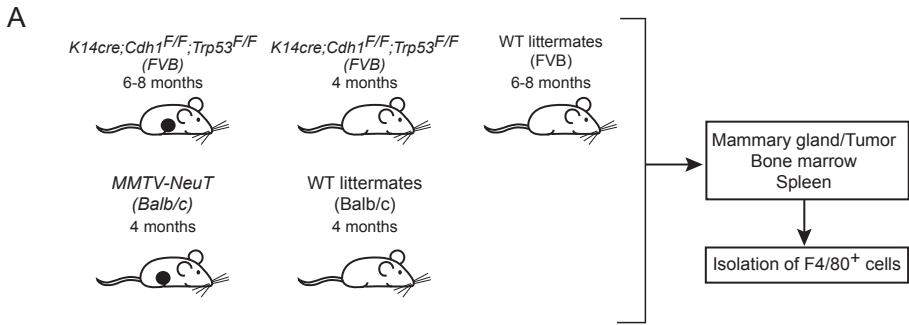 A
K14cre;Cdh1F/F;Trp53F/F
(FVB)
6-8 months
K14cre;Cdh1F/F;Trp53F/F
(FVB)
4 months
WT littermates
(FVB)
6-8 months
MMTV-NeuT
(Balb/c)
4 months
WT littermates
(Balb/c)
4 months
Mammary gland/Tumor
Bone marrow
Spleen
Isolation of F4/80+ cells